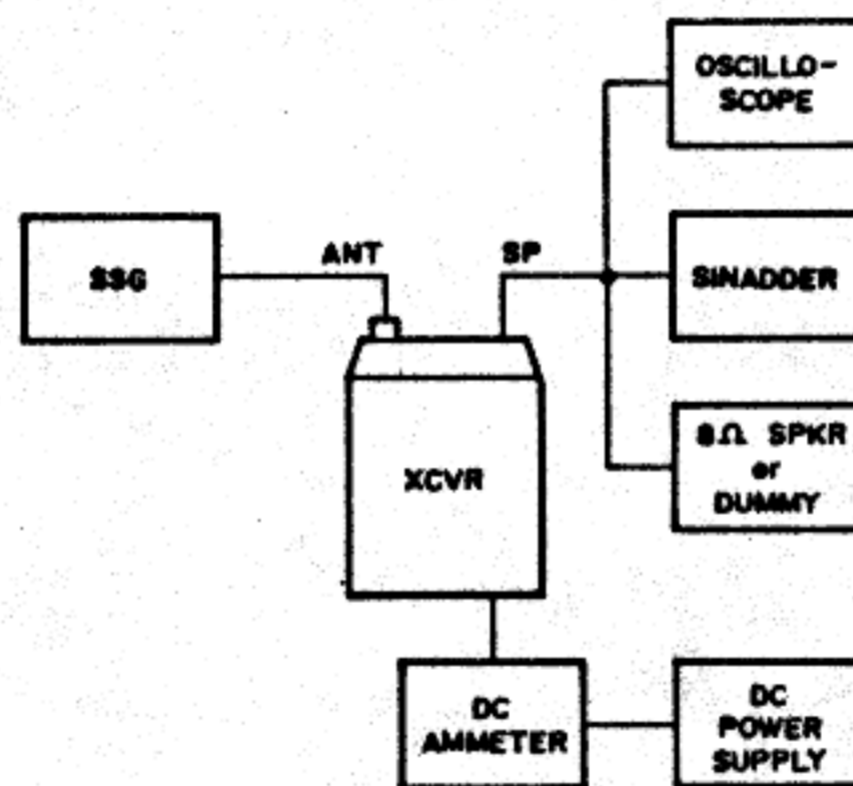 OSCILLO-
SCOPE
SSG
ANT
SP
SINADDER
8Ω SPKR
or
DUMMY
XCVR
DC
AMMETER
DC
POWER
SUPPLY